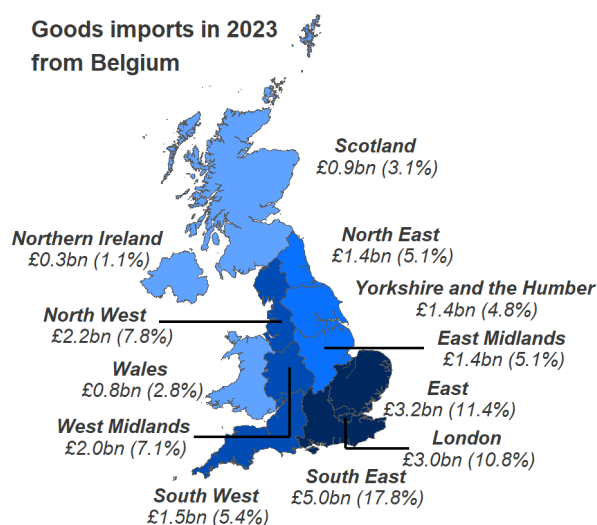 Goods imports in 2023
from Belgium
Scotland
£0.9bn (3.1%)
Northern Ireland
£0.3bn (1.1%)
North East
£1.4bn (5.1%)
Yorkshire and the Humber
£1.4bn (4.8%)
North West
£2.2bn (7.8%)
East Midlands
£1.4bn (5.1%)
Wales
£0.8bn (2.8%)
East
£3.2bn (11.4%)
West Midlands
£2.0bn (7.1%)
London
£3.0bn (10.8%)
South East
£5.0bn (17.8%)
South West
£1.5bn (5.4%)